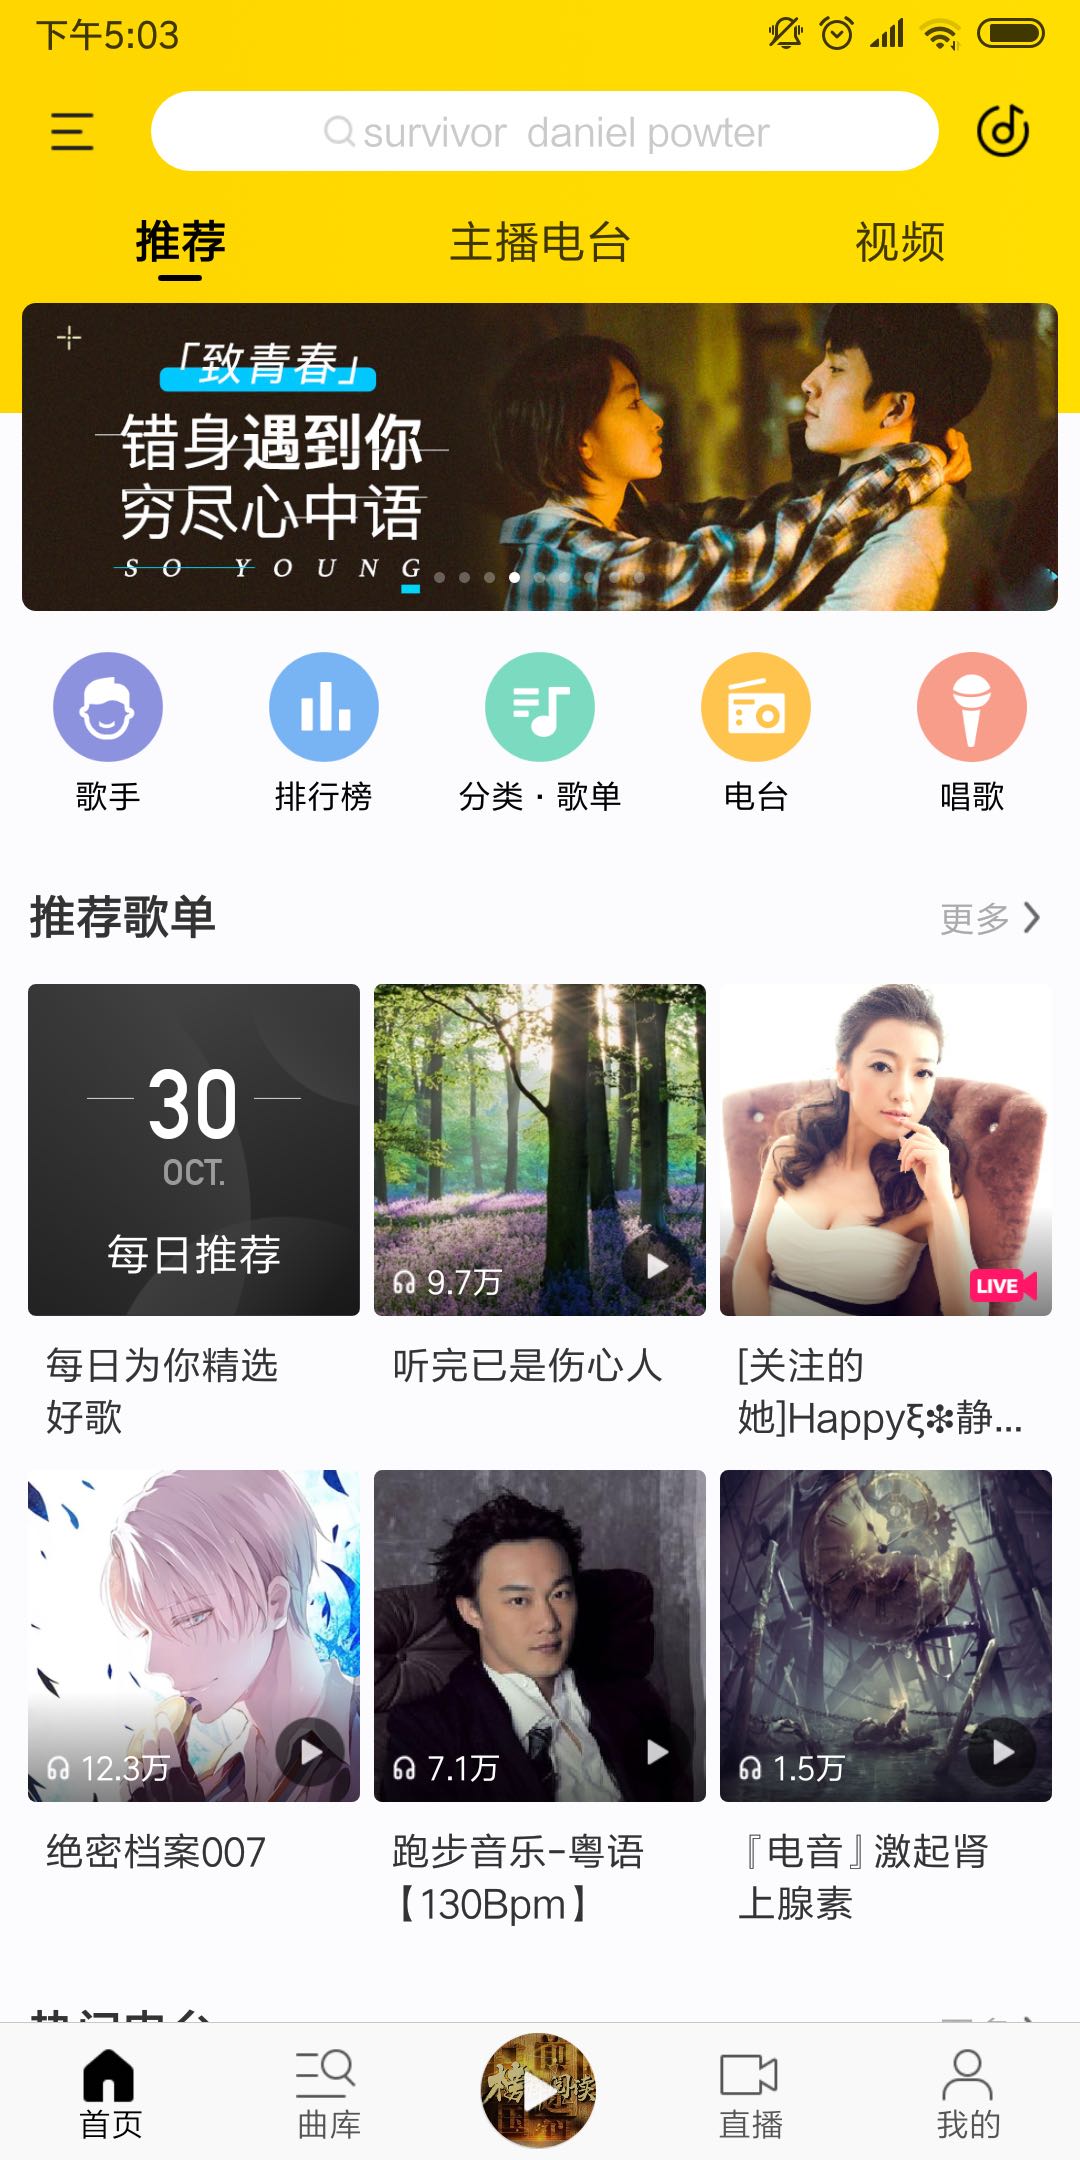 下午5:03
survivor daniel powter
推荐
主播电台
视频
「致青春」
错身遇到你
穷尽心中语
SO YOUNG
歌手
排行榜
分类·歌单
电台
唱歌
推荐歌单
更多
30
OCT.
每日推荐
9.7万
LIVE
每日为你精选
好歌
听完已是伤心人
[关注的
她]Happyξ❇静...
12.3万
7.1万
1.5万
绝密档案007
跑步音乐-粤语
【130Bpm】
『电音』激起肾
上腺素
首页
曲库
直播
我的